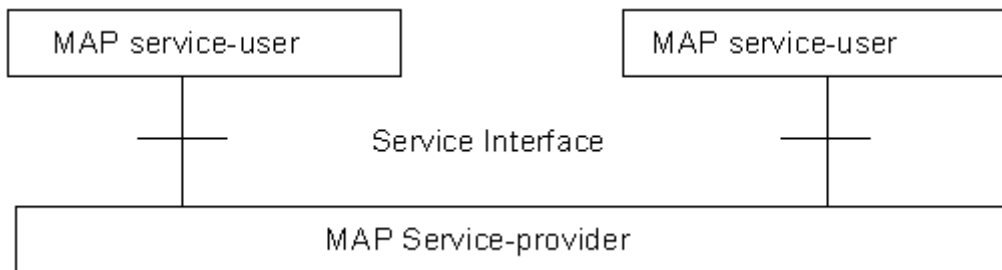 MAP service-user
MAP service-user
Service Interface
MAP Service-provider